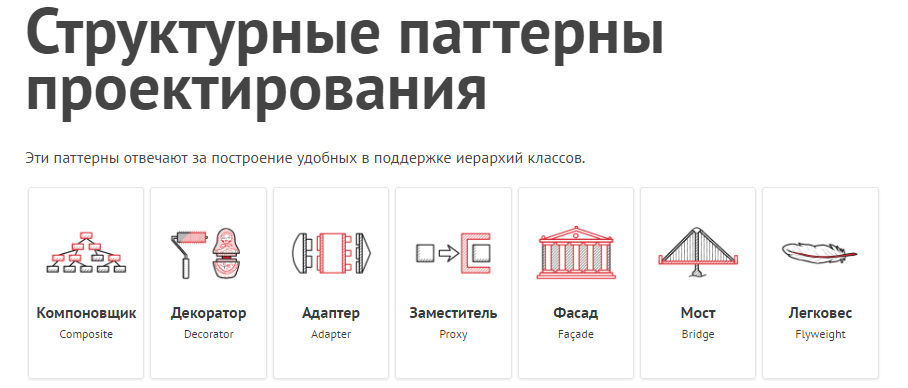 Структурные паттерны
проектирования
Эти паттерны отвечают за построение удобных в поддержке иерархий классов.
Компоновщик
Composite
Декоратор
Decorator
Адаптер
Adapter
Заместитель
Proxy
Фасад
Façade
Мост
Bridge
Легковес
Flyweight